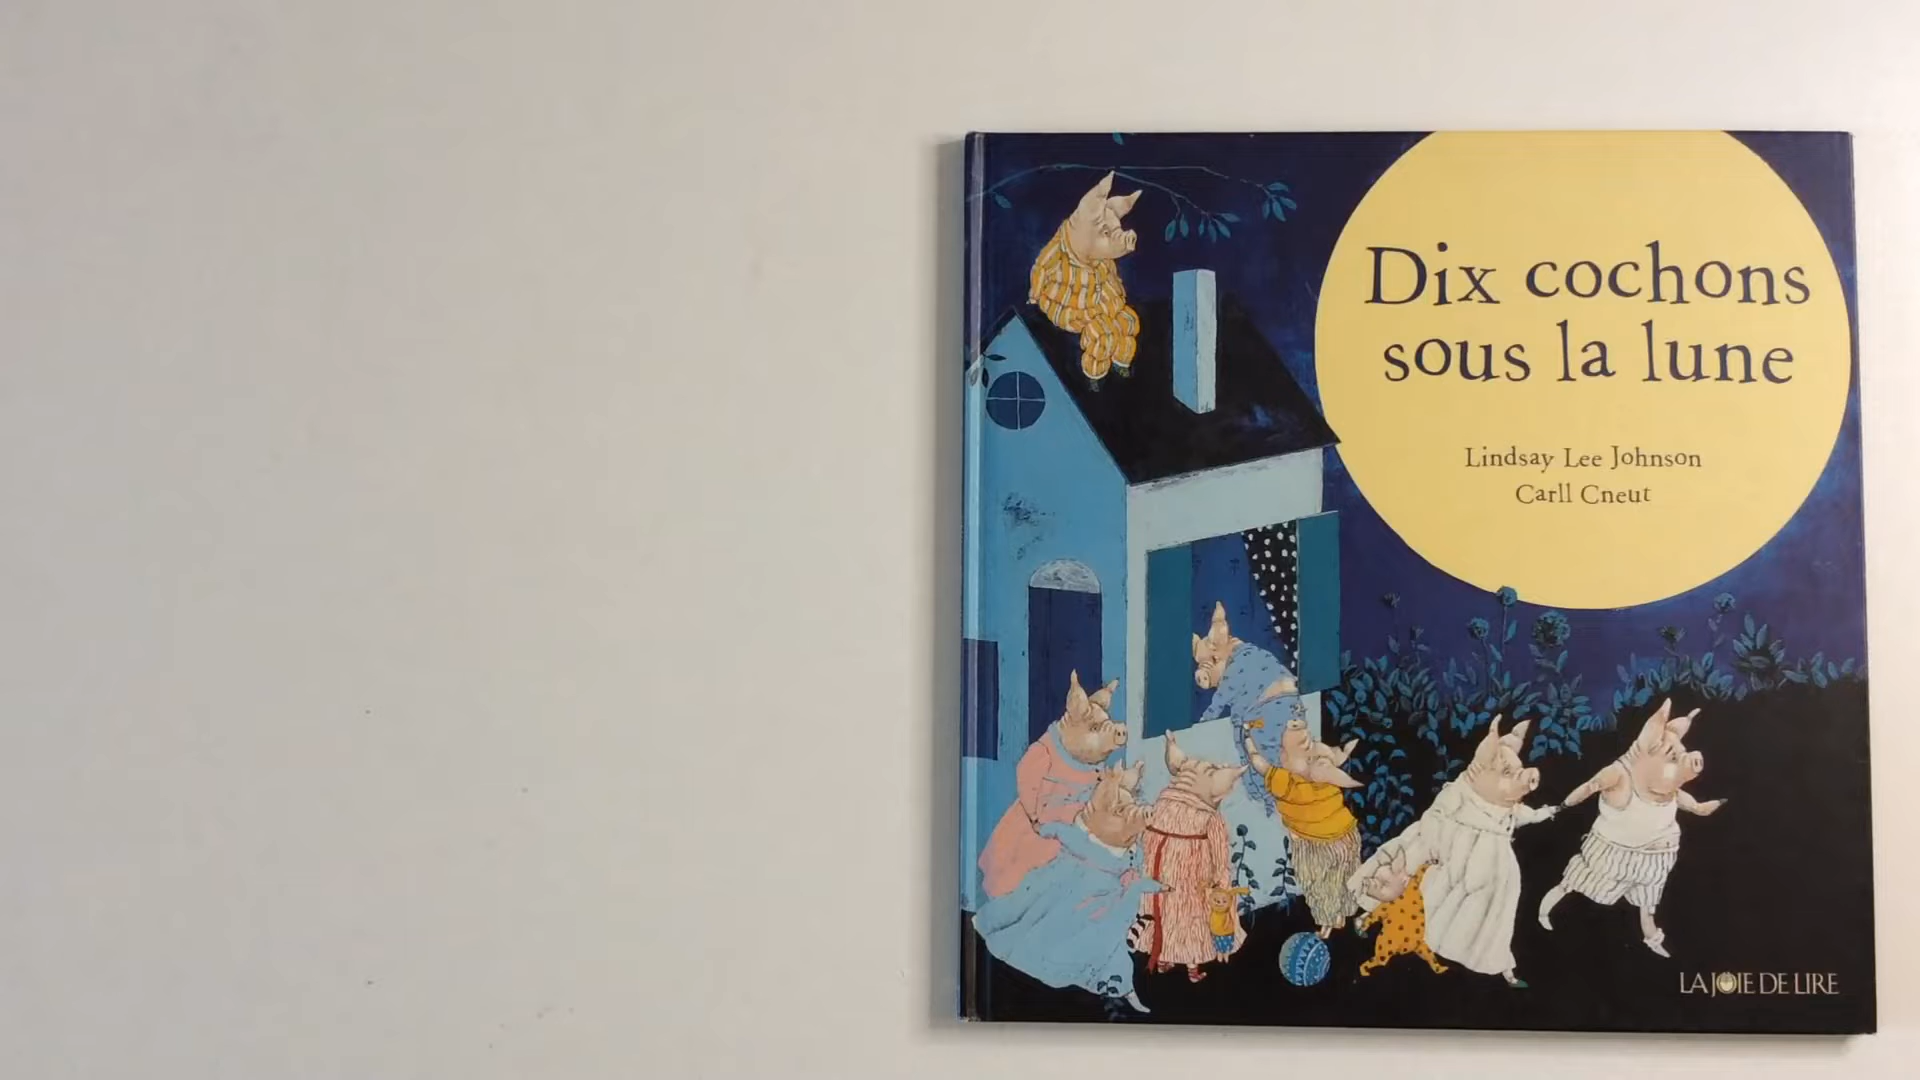 Dix cochons
sous la lune
Lindsay Lee Johnson
Carll Cneut
LA JOIE DE LIRE